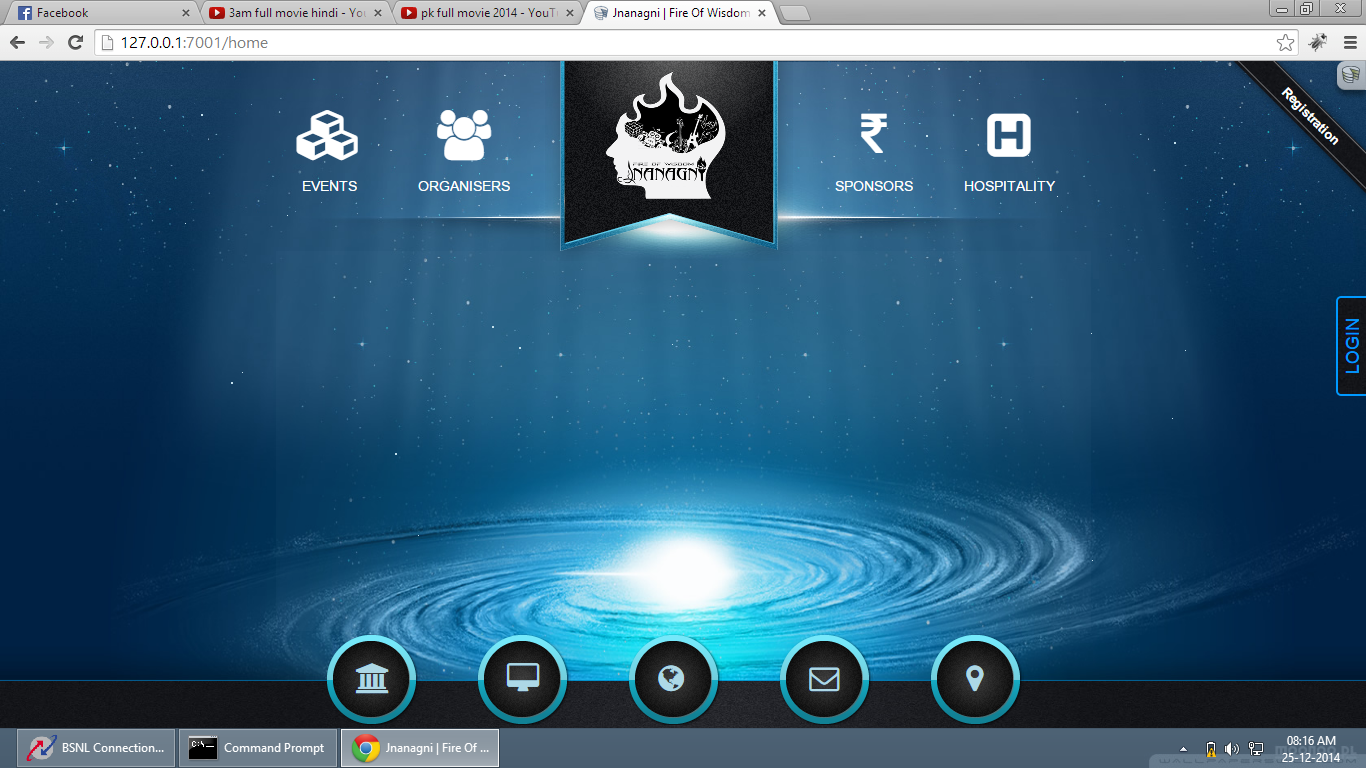 Facebook
3am full movie hindi - You
pk full movie 2014 - YouT
Jnanagni | Fire Of Wisdom
127.0.0.1:7001/home
Registration
FIRE OF WISDOM
JNANAGNI
EVENTS
ORGANISERS
SPONSORS
H
HOSPITALITY
LOGIN
BSNL Connection...
C:\
Command Prompt
Jnanagni | Fire Of ...
08:16 AM
25-12-2014